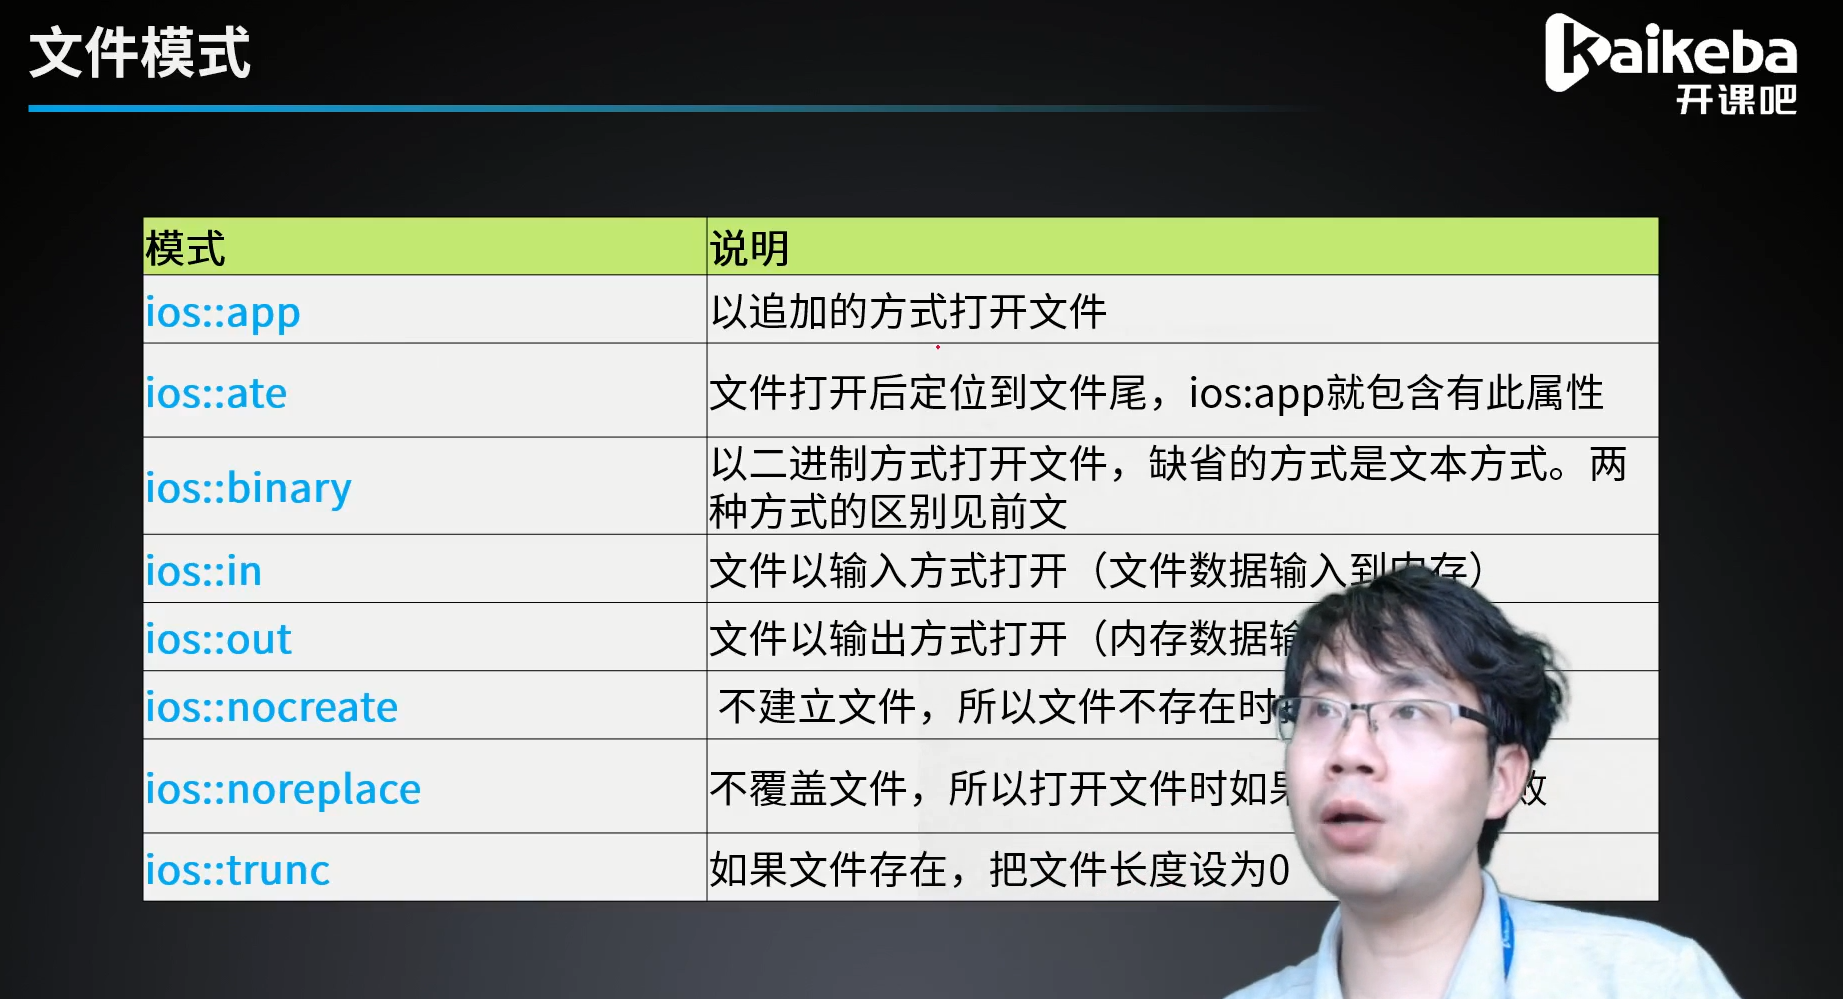 文件模式
Kaikeba
开课吧
模式 说明
ios::app 以追加的方式打开文件
ios::ate 文件打开后定位到文件尾，ios:app就包含有此属性
ios::binary 以二进制方式打开文件，缺省的方式是文本方式。两
种方式的区别见前文
ios::in 文件以输入方式打开（文件数据输入到内存）
ios::out 文件以输出方式打开（内存数据输
ios::nocreate 不建立文件，所以文件不存在时
ios::noreplace 不覆盖文件，所以打开文件时如果 败
ios::trunc 如果文件存在，把文件长度设为0